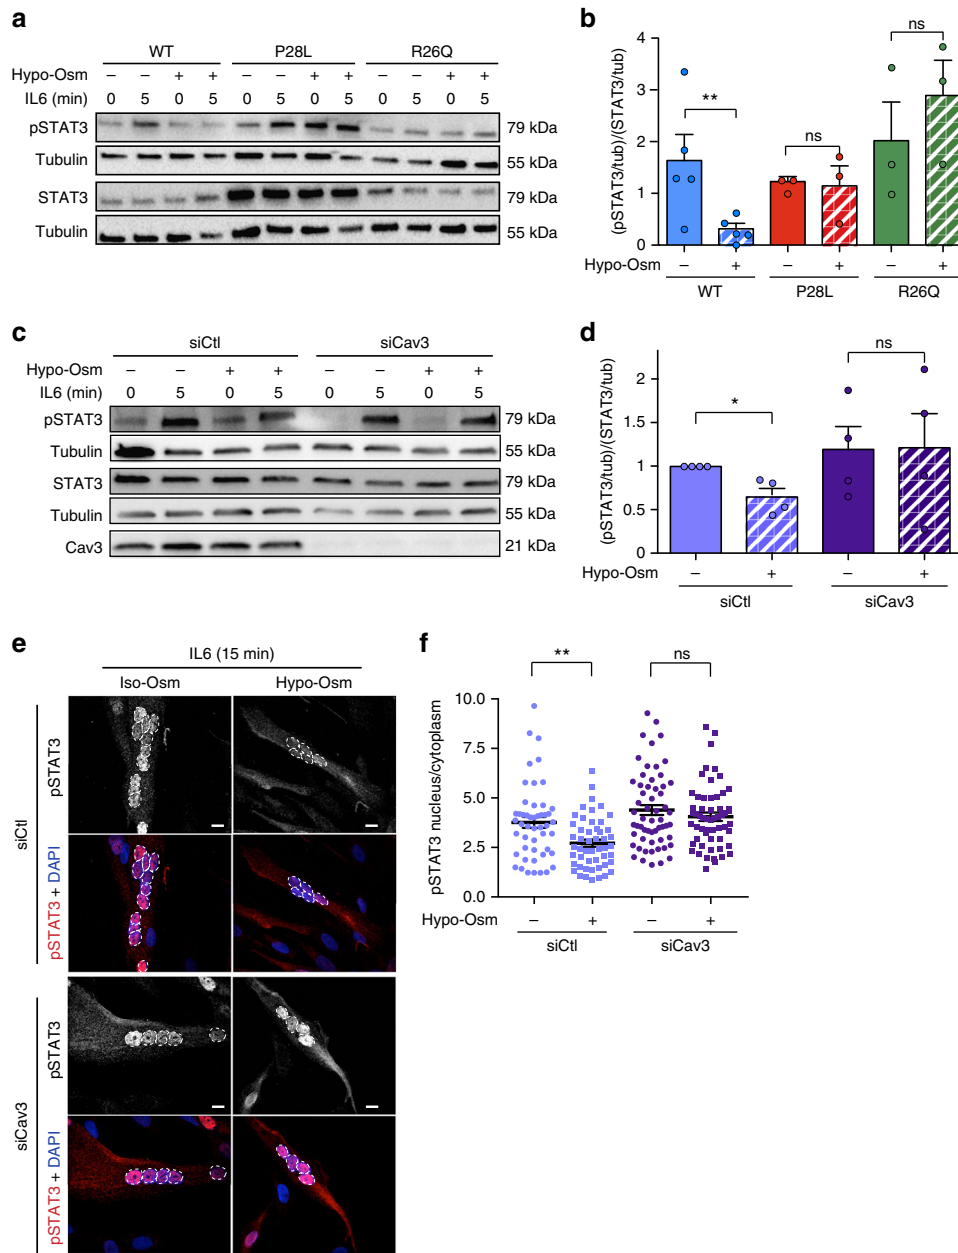 a
WT P28L R26Q
Hypo-Osm – – + + – – + + – – + +
IL6 (min) 0 5 0 5 0 5 0 5 0 5 0 5
pSTAT3 79 kDa
Tubulin 55 kDa
STAT3 79 kDa
Tubulin 55 kDa
b
(pSTAT3/tub)/(STAT3/tub)
4
3
2
1
0
** ns ns
Hypo-Osm – + – + – +
WT P28L R26Q
c
siCtl siCav3
Hypo-Osm – – + + – – + +
IL6 (min) 0 5 0 5 0 5 0 5
pSTAT3 79 kDa
Tubulin 55 kDa
STAT3 79 kDa
Tubulin 55 kDa
Cav3 21 kDa
d
(pSTAT3/tub)/(STAT3/tub)
2
1.5
1
0.5
0
* ns
Hypo-Osm – + – +
siCtl siCav3
e
IL6 (15 min)
Iso-Osm Hypo-Osm
siCtl
pSTAT3
pSTAT3 + DAPI
siCav3
pSTAT3
pSTAT3 + DAPI
f
** ns
pSTAT3 nucleus/cytoplasm
10.0
7.5
5.0
2.5
0.0
Hypo-Osm – + – +
siCtl siCav3